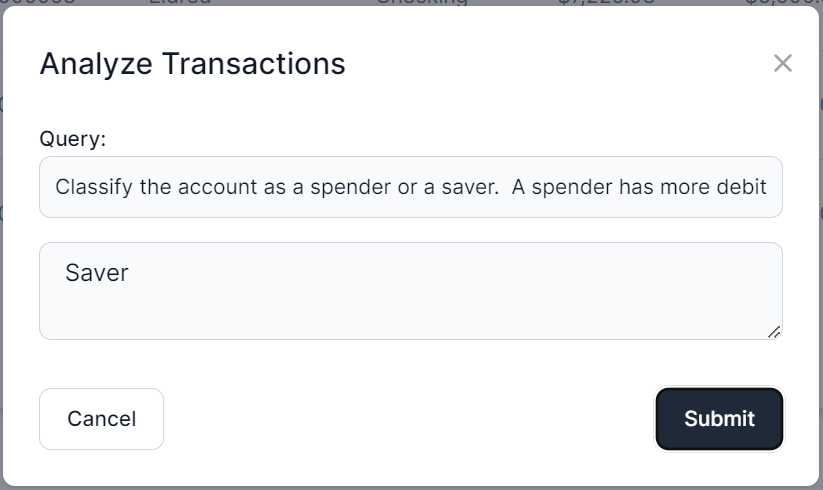 Analyze Transactions
Query:
Classify the account as a spender or a saver.  A spender has more debit
Saver
Cancel
Submit